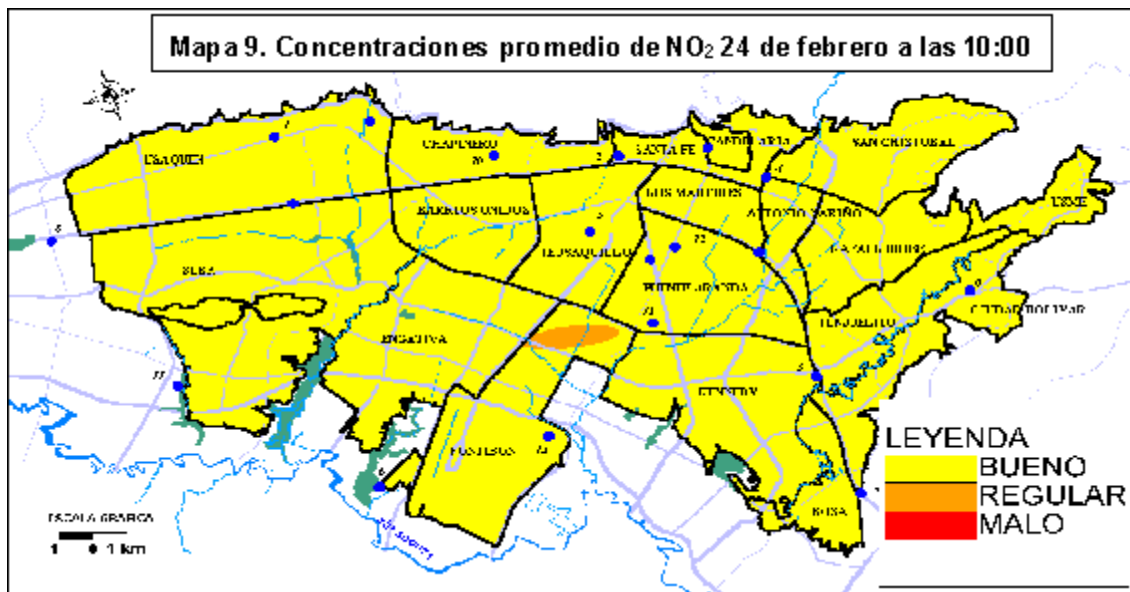 Mapa 9. Concentraciones promedio de NO₂ 24 de febrero a las 10:00
USAQUEN
CHAPINERO
SANTA FE
CANDELARIA
SAN CRISTOBAL
LOS MARTIRES
BARRIOS UNIDOS
ANTONIO NARIÑO
USME
TEUSAQUILLO
SUBA
PUENTE ARANDA
CIUDAD BOLIVAR
TUNJUELITO
ENGATIVA
KENNEDY
FONTIBON
BOSA
LEYENDA
BUENO
REGULAR
MALO
ESCALA GRAFICA
1 0 1 km